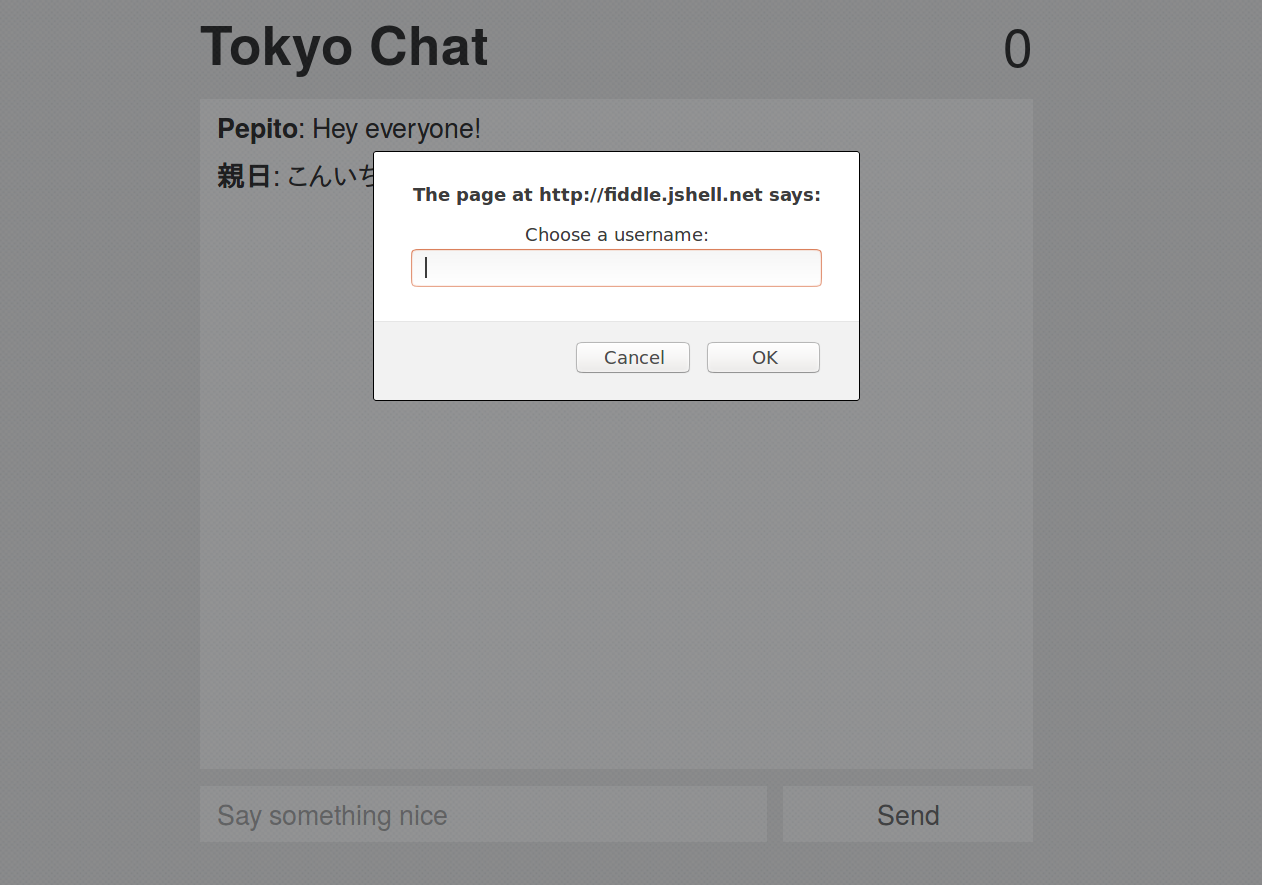 Tokyo Chat
0
Pepito: Hey everyone!
親日: こんいち
The page at http://fiddle.jshell.net says:
Choose a username:
Cancel
OK
Say something nice
Send